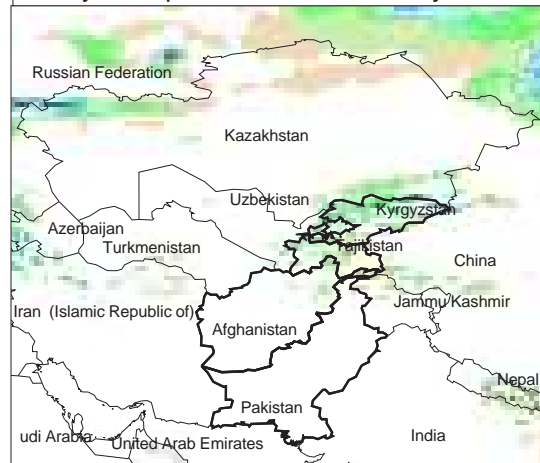 Russian Federation
Kazakhstan
Uzbekistan
Kyrgyzstan
Azerbaijan
Turkmenistan
Tajikistan
China
Iran (Islamic Republic of)
Jammu Kashmir
Afghanistan
Nepal
Pakistan
udi Arabia
United Arab Emirates
India